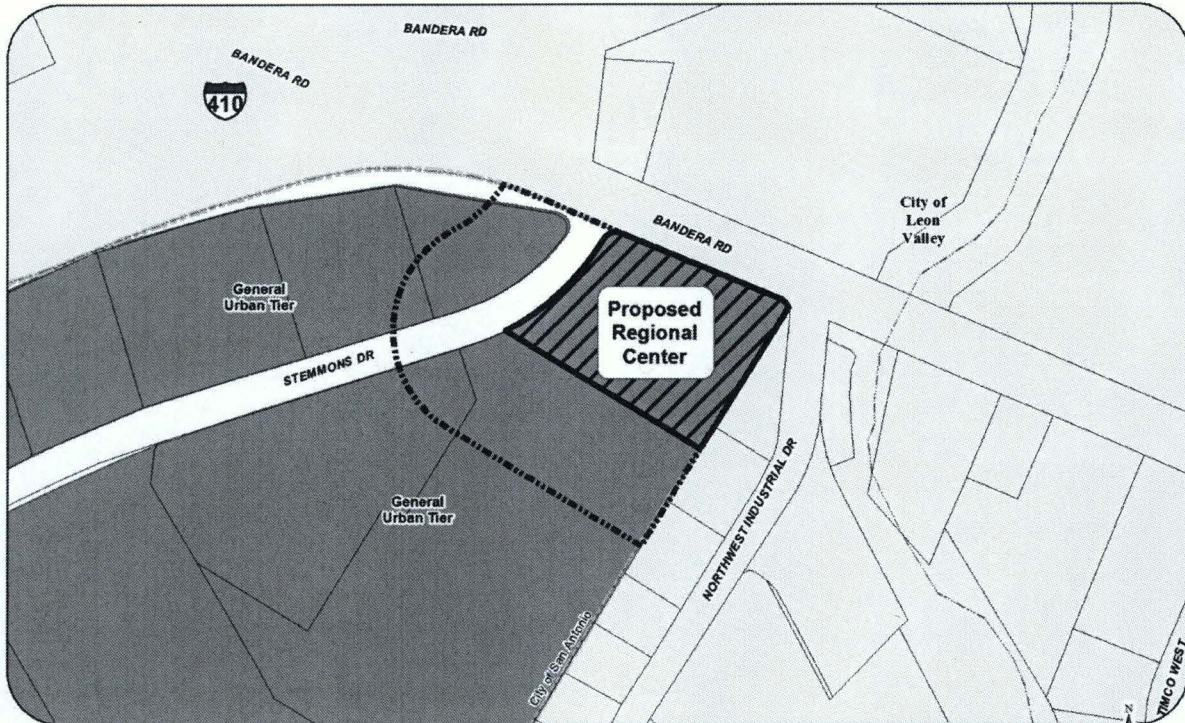 BANDERA RD
BANDERA RD
410
BANDERA RD
City of
Leon
Valley
General
Urban Tier
Proposed
Regional
Center
STEMMONS DR
General
Urban Tier
NORTHWEST INDUSTRIAL DR
City of San Antonio
TIMCO WEST
N